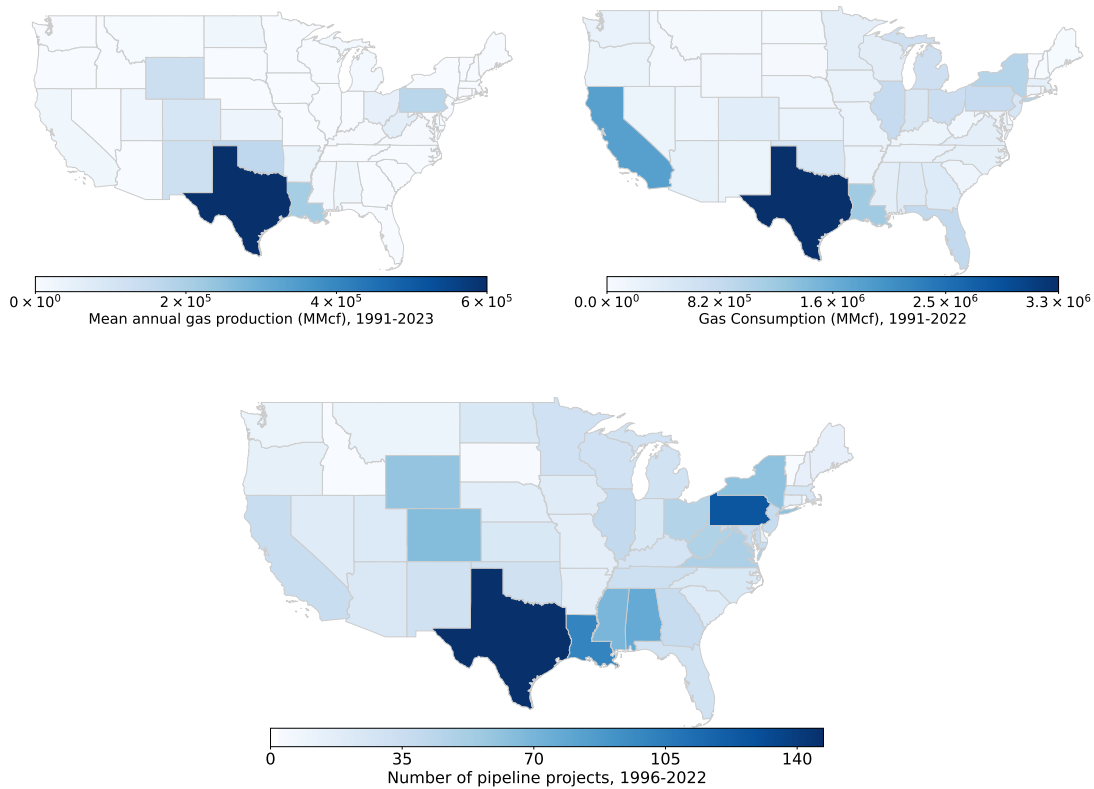 0 × 10⁰ 2 × 10⁵ 4 × 10⁵ 6 × 10⁵
Mean annual gas production (MMcf), 1991-2023
0.0 × 10⁰ 8.2 × 10⁵ 1.6 × 10⁶ 2.5 × 10⁶ 3.3 × 10⁶
Gas Consumption (MMcf), 1991-2022
0 35 70 105 140
Number of pipeline projects, 1996-2022